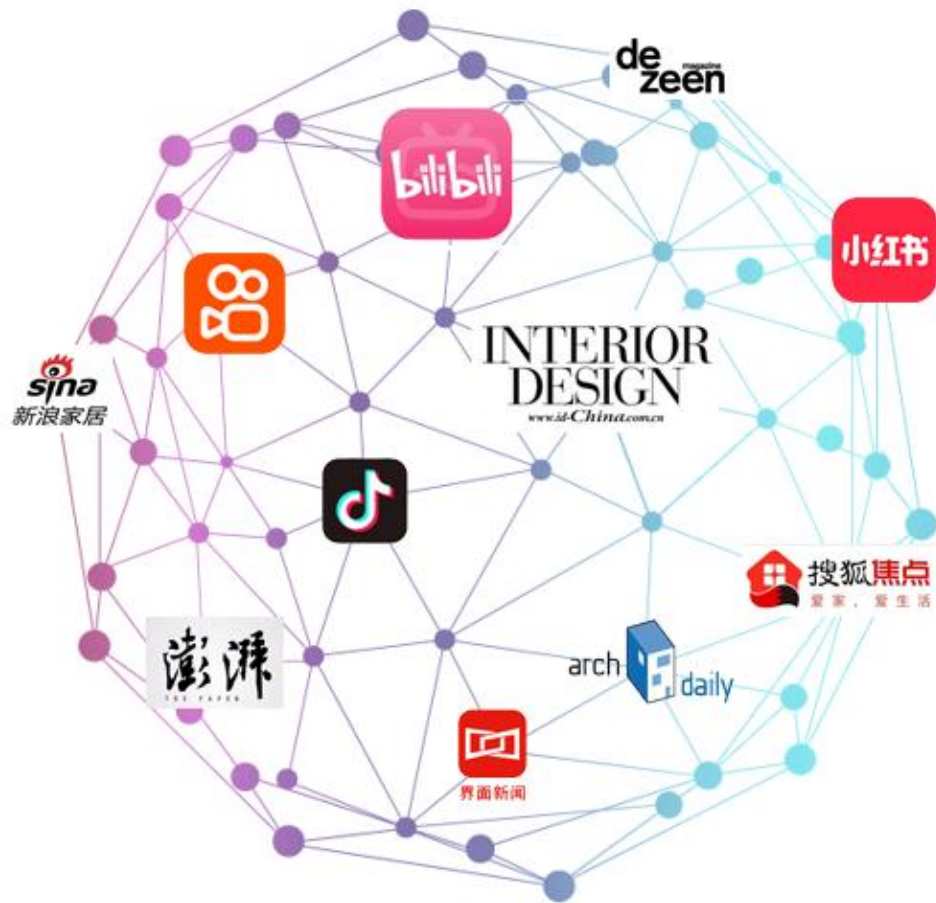 de
zeen
magazine
bilibili
小红书
INTERIOR
DESIGN
www.id-China.com.cn
sina
新浪家居
搜狐焦点
爱家，爱生活
澎湃
THE PAPER
arch
daily
界面新闻